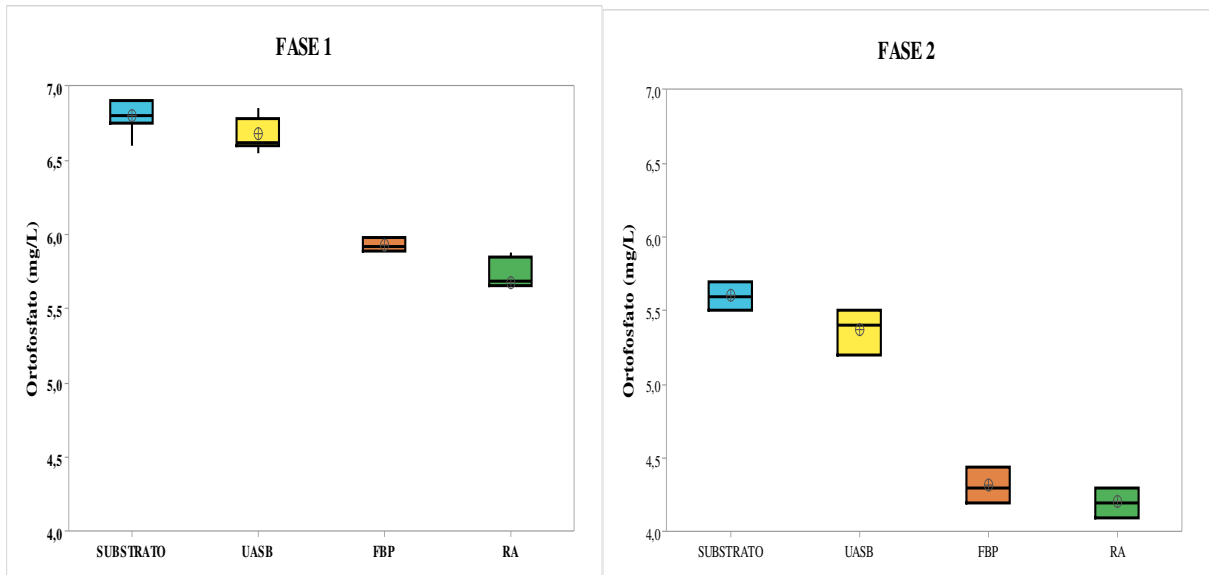 FASE 1
Ortofosfato (mg/L)
7,0
6,5
6,0
5,5
5,0
4,5
4,0
SUBSTRATO UASB FBP RA
FASE 2
Ortofosfato (mg/L)
7,0
6,5
6,0
5,5
5,0
4,5
4,0
SUBSTRATO UASB FBP RA